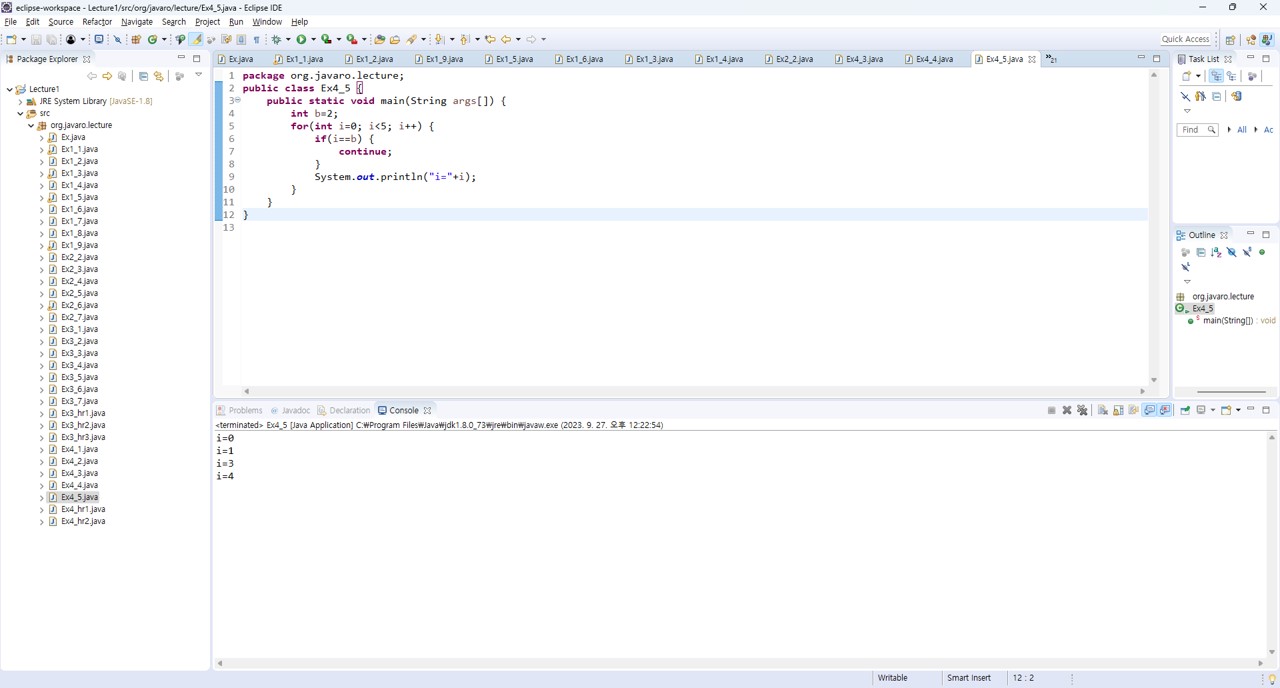 eclipse-workspace - Lecture1/src/org/javaro/lecture/Ex4_5.java - Eclipse IDE
File Edit Source Refactor Navigate Search Project Run Window Help
Quick Access
Package Explorer
Lecture1
JRE System Library [JavaSE-1.8]
src
org.javaro.lecture
Ex.java
Ex1_1.java
Ex1_2.java
Ex1_3.java
Ex1_4.java
Ex1_5.java
Ex1_6.java
Ex1_7.java
Ex1_8.java
Ex1_9.java
Ex2_2.java
Ex2_3.java
Ex2_4.java
Ex2_5.java
Ex2_6.java
Ex2_7.java
Ex3_1.java
Ex3_2.java
Ex3_3.java
Ex3_4.java
Ex3_5.java
Ex3_6.java
Ex3_7.java
Ex3_hr1.java
Ex3_hr2.java
Ex3_hr3.java
Ex4_1.java
Ex4_2.java
Ex4_3.java
Ex4_4.java
Ex4_5.java
Ex4_hr1.java
Ex4_hr2.java
Ex.java Ex1_1.java Ex1_2.java Ex1_9.java Ex1_5.java Ex1_6.java Ex1_3.java Ex1_4.java Ex2_2.java Ex4_3.java Ex4_4.java Ex4_5.java »21
1 package org.javaro.lecture;
2 public class Ex4_5 {
3 public static void main(String args[]) {
4 int b=2;
5 for(int i=0; i<5; i++) {
6 if(i==b) {
7 continue;
8 }
9 System.out.println("i="+i);
10 }
11 }
12 }
13
Task List
Find All Ac
Outline
org.javaro.lecture
Ex4_5
main(String[]) : void
Problems Javadoc Declaration Console
<terminated> Ex4_5 [Java Application] C:₩Program Files₩Java₩jdk1.8.0_73₩jre₩bin₩javaw.exe (2023. 9. 27. 오후 12:22:54)
i=0
i=1
i=3
i=4
Writable Smart Insert 12 : 2